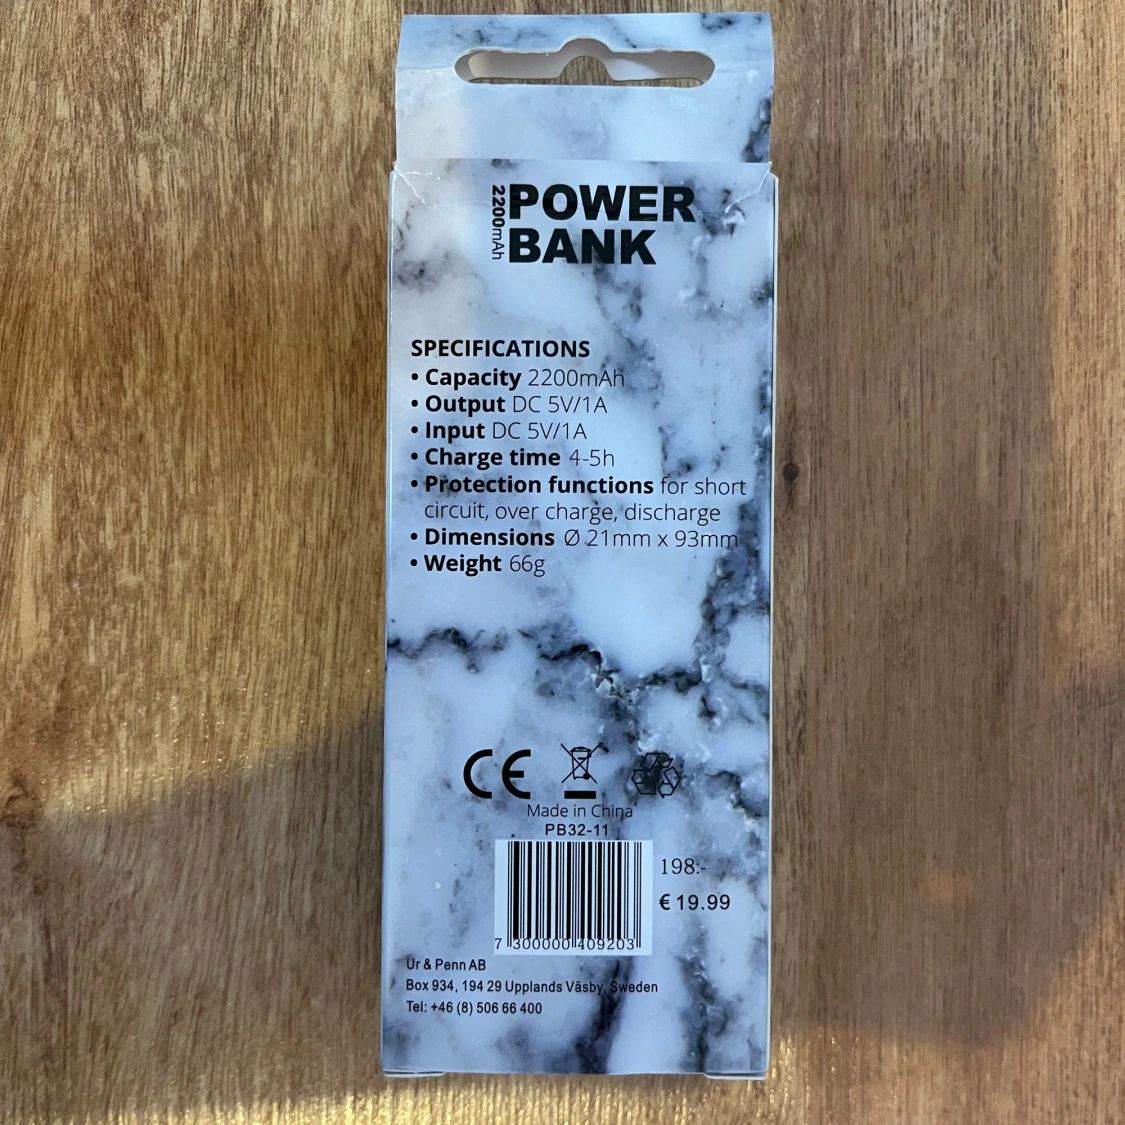 2200mAh
POWER
BANK
SPECIFICATIONS
• Capacity 2200mAh
• Output DC 5V/1A
• Input DC 5V/1A
• Charge time 4-5h
• Protection functions for short
circuit, over charge, discharge
• Dimensions Ø 21mm x 93mm
• Weight 66g
CE
Made in China
PB32-11
198:-
€ 19.99
7 300000 409203
Ur & Penn AB
Box 934, 194 29 Upplands Väsby, Sweden
Tel: +46 (8) 506 66 400